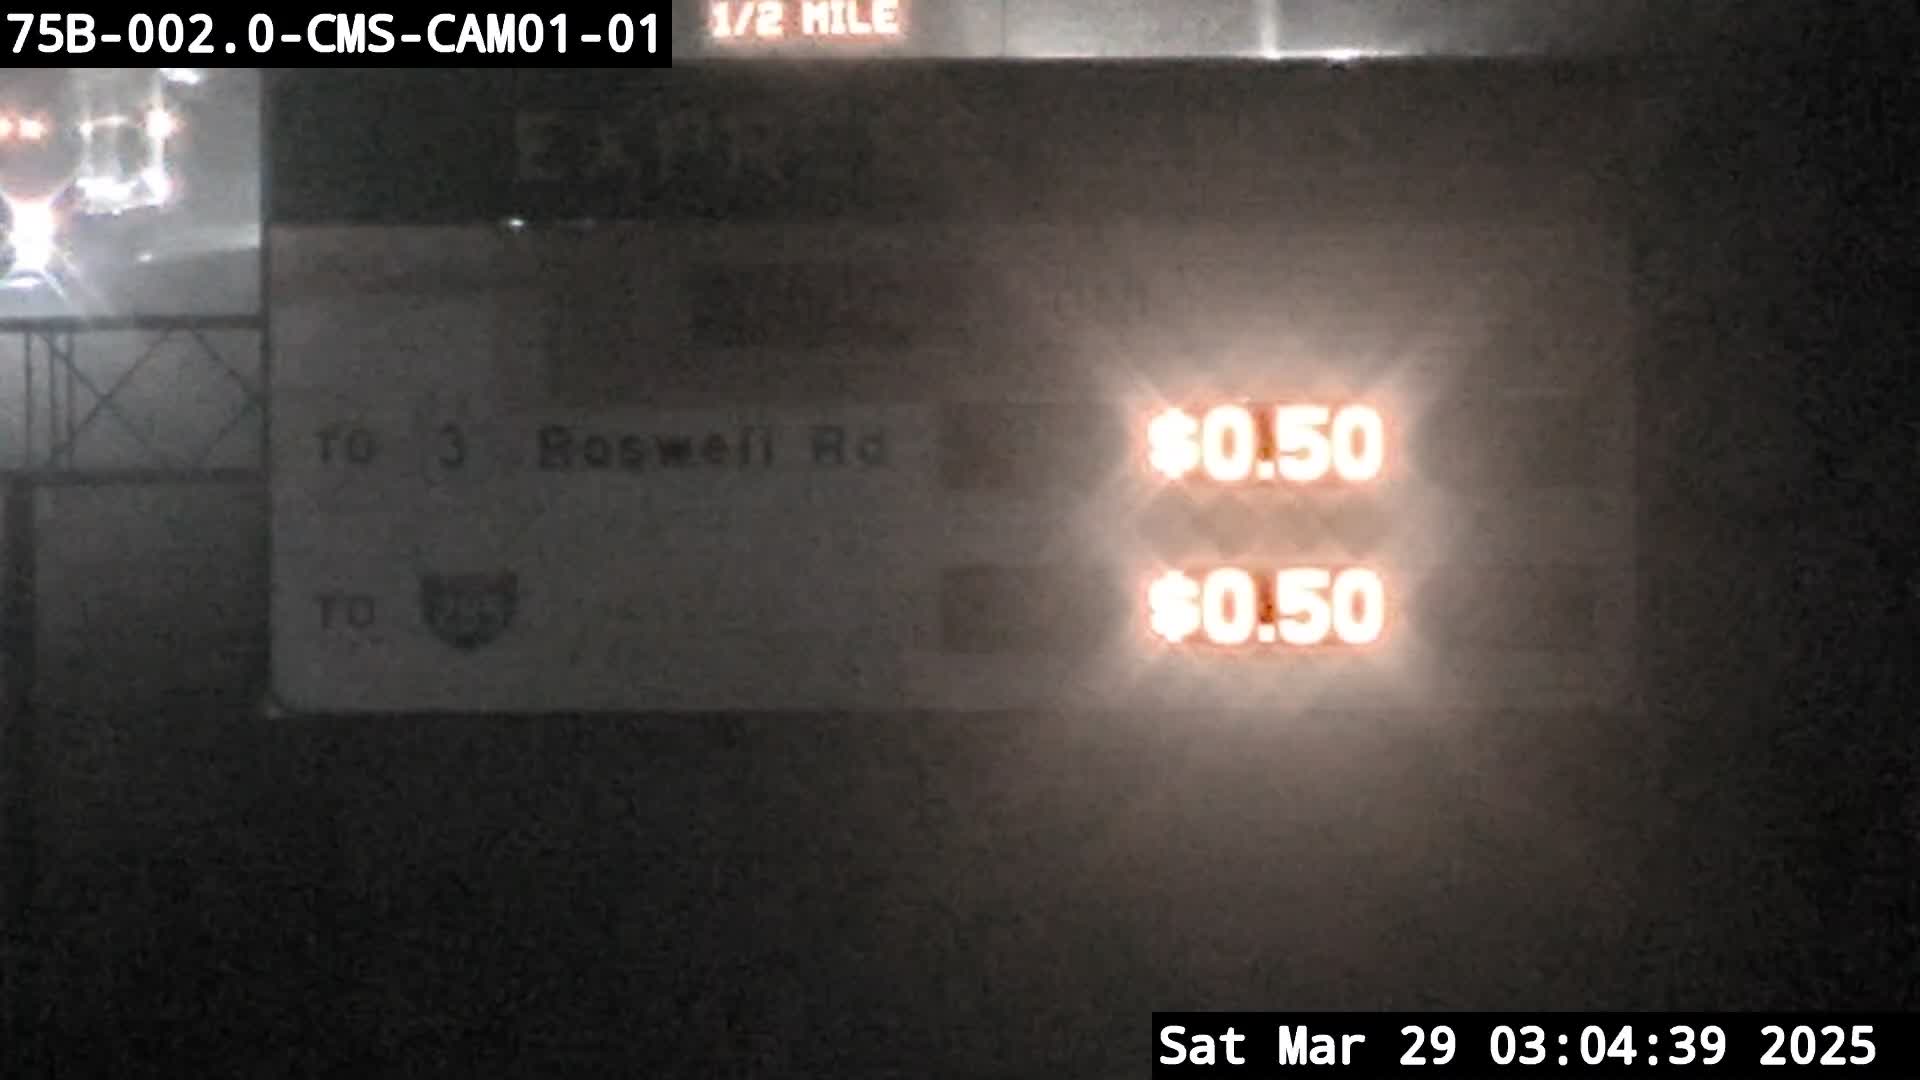 75B-002.0-CMS-CAM01-01
1/2 MILE
TO 3 Roswell Rd $0.50
TO 285 $0.50
Sat Mar 29 03:04:39 2025